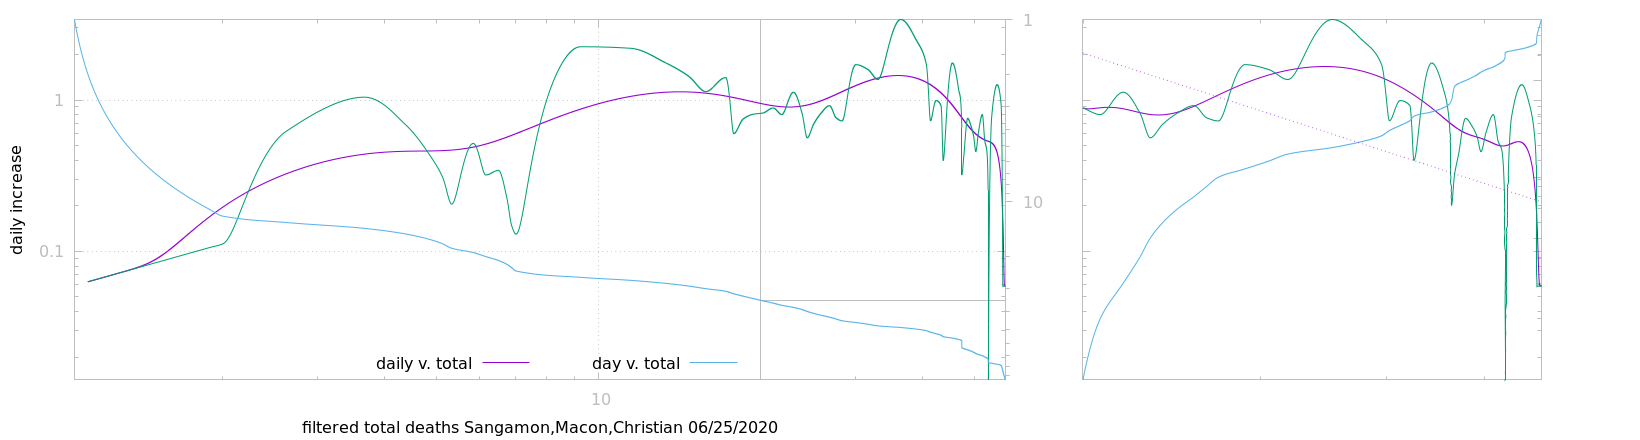 1
1
daily increase
10
0.1
daily v. total
day v. total
10
filtered total deaths Sangamon,Macon,Christian 06/25/2020